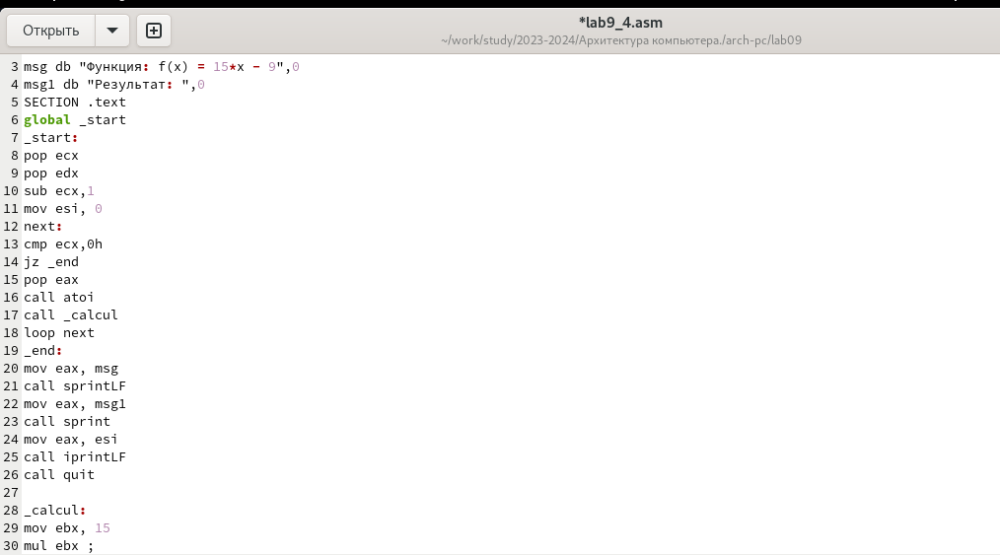 Открыть
*lab9_4.asm
~/work/study/2023-2024/Архитектура компьютера./arch-pc/lab09
3 msg db "Функция: f(x) = 15*x - 9",0
4 msg1 db "Результат: ",0
5 SECTION .text
6 global _start
7 _start:
8 pop ecx
9 pop edx
10 sub ecx,1
11 mov esi, 0
12 next:
13 cmp ecx,0h
14 jz _end
15 pop eax
16 call atoi
17 call _calcul
18 loop next
19 _end:
20 mov eax, msg
21 call sprintLF
22 mov eax, msg1
23 call sprint
24 mov eax, esi
25 call iprintLF
26 call quit
27
28 _calcul:
29 mov ebx, 15
30 mul ebx ;